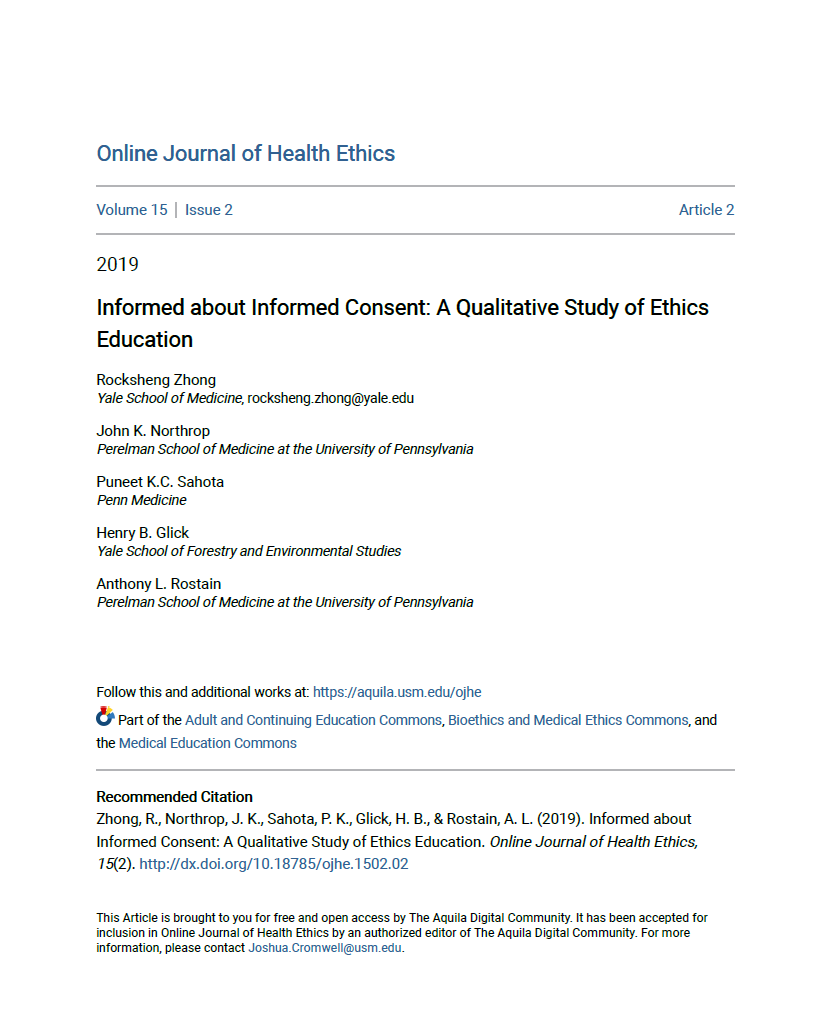 Online Journal of Health Ethics
Volume 15 | Issue 2 Article 2
2019
Informed about Informed Consent: A Qualitative Study of Ethics
Education
Rocksheng Zhong
Yale School of Medicine, rocksheng.zhong@yale.edu
John K. Northrop
Perelman School of Medicine at the University of Pennsylvania
Puneet K.C. Sahota
Penn Medicine
Henry B. Glick
Yale School of Forestry and Environmental Studies
Anthony L. Rostain
Perelman School of Medicine at the University of Pennsylvania
Follow this and additional works at: https://aquila.usm.edu/ojhe
Part of the Adult and Continuing Education Commons, Bioethics and Medical Ethics Commons, and
the Medical Education Commons
Recommended Citation
Zhong, R., Northrop, J. K., Sahota, P. K., Glick, H. B., & Rostain, A. L. (2019). Informed about
Informed Consent: A Qualitative Study of Ethics Education. Online Journal of Health Ethics,
15(2). http://dx.doi.org/10.18785/ojhe.1502.02
This Article is brought to you for free and open access by The Aquila Digital Community. It has been accepted for
inclusion in Online Journal of Health Ethics by an authorized editor of The Aquila Digital Community. For more
information, please contact Joshua.Cromwell@usm.edu.